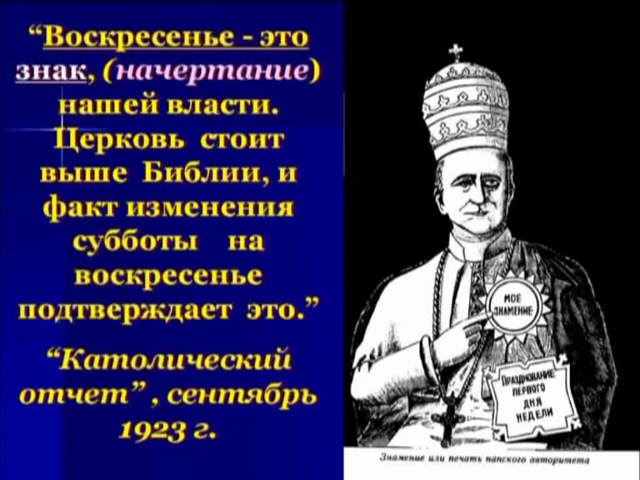 “Воскресенье - это
знак, (начертание)
нашей власти.
Церковь стоит
выше Библии, и
факт изменения
субботы на
воскресенье
подтверждает это.”
“Католический
отчет” , сентябрь
1923 г.
МОЕ
ЗНАМЕНИЕ
ПРАЗДНОВАНИЕ
ПЕРВОГО
ДНЯ
НЕДЕЛИ
Знамение или печать папского авторитета